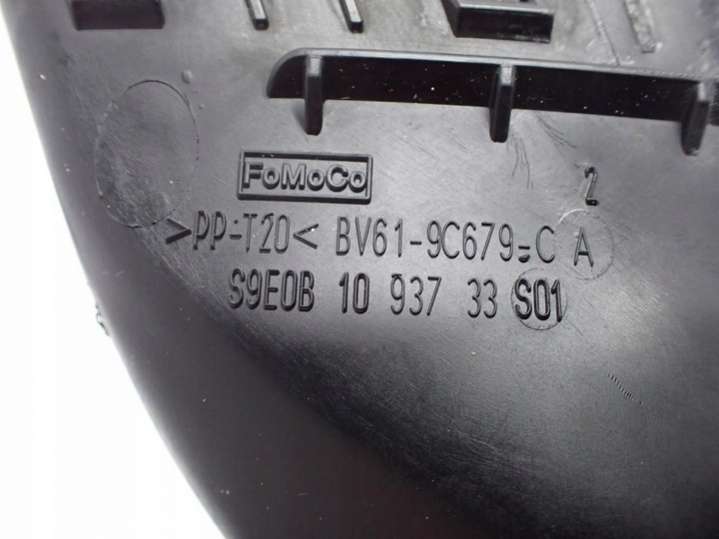 FoMoCo
2
>PP-T20< BV61-9C679-C A
S9E0B 10 937 33 S01